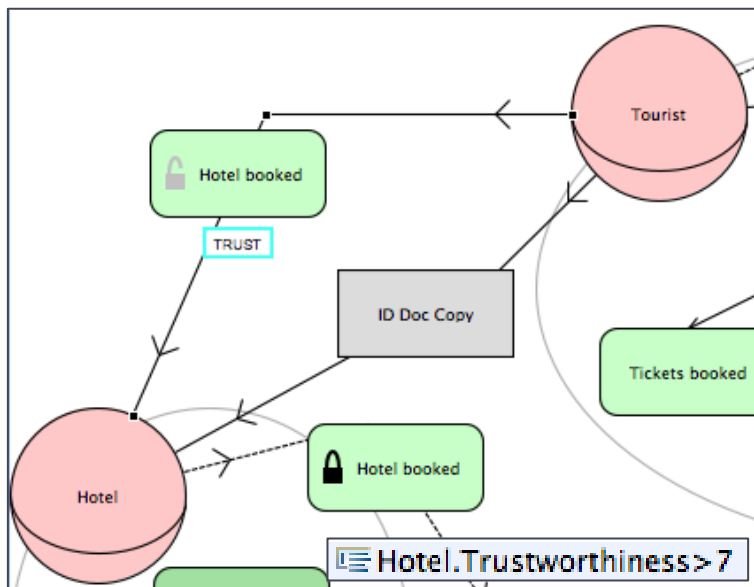 Tourist
Hotel booked
TRUST
ID Doc Copy
Tickets booked
Hotel booked
Hotel
Hotel.Trustworthiness>7